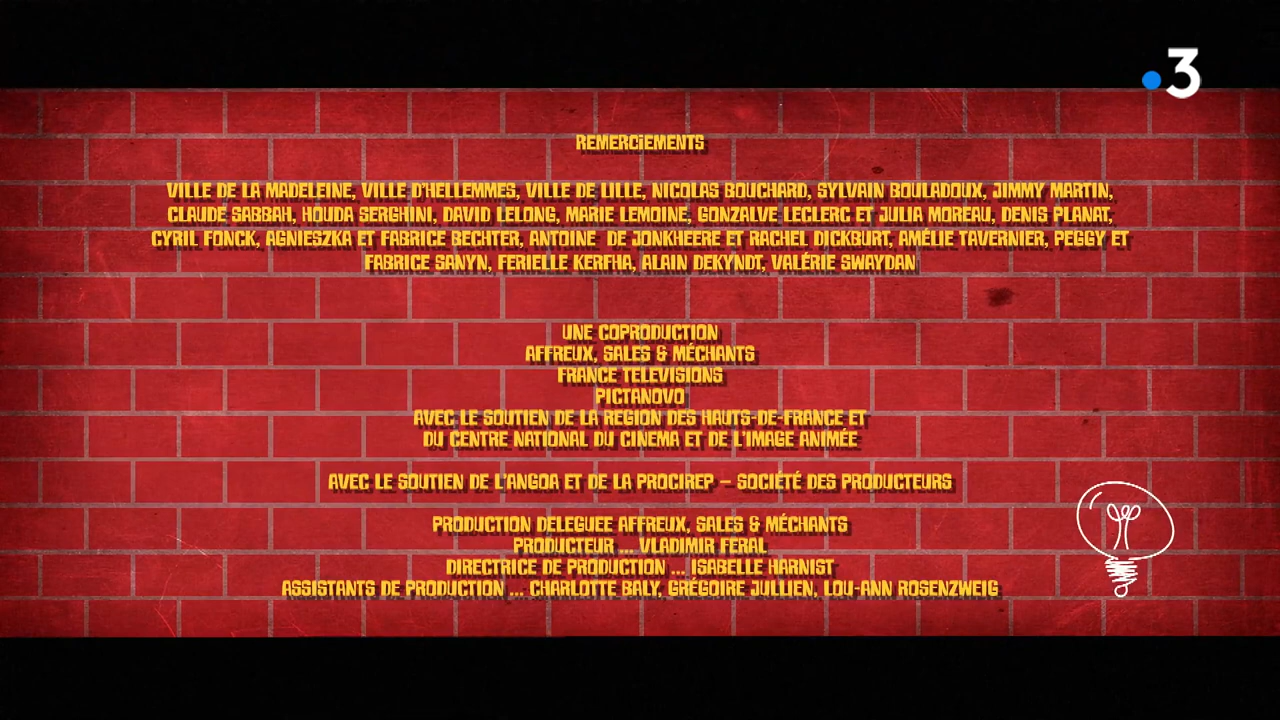 3
REMERCiEMENTS
VILLE DE LA MADELEINE, VILLE D'HELLEMMES, VILLE DE LILLE, NICOLAS BOUCHARD, SYLVAIN BOULADOUX, JIMMY MARTIN,
CLAUDE SABBAH, HOUDA SERGHINI, DAVID LELONG, MARIE LEMOINE, GONZALVE LECLERC ET JULIA MOREAU, DENIS PLANAT,
CYRIL FONCK, AGNIESZKA ET FABRICE BECHTER, ANTOINE DE JONKHEERE ET RACHEL DICKBURT, AMÉLIE TAVERNIER, PEGGY ET
FABRICE SANYN, FERIELLE KERFHA, ALAIN DEKYNDT, VALÉRIE SWAYDAN
UNE COPRODUCTION
AFFREUX, SALES & MÉCHANTS
FRANCE TELEVISIONS
PICTANOVO
AVEC LE SOUTIEN DE LA REGION DES HAUTS-DE-FRANCE ET
DU CENTRE NATIONAL DU CINEMA ET DE L'IMAGE ANIMÉE
AVEC LE SOUTIEN DE L'ANGOA ET DE LA PROCIREP – SOCIÉTÉ DES PRODUCTEURS
PRODUCTION DELEGUEE AFFREUX, SALES & MÉCHANTS
PRODUCTEUR ... VLADIMIR FERAL
DIRECTRICE DE PRODUCTION ... ISABELLE HARNIST
ASSISTANTS DE PRODUCTION ... CHARLOTTE BALY, GRÉGOIRE JULLIEN, LOU-ANN ROSENZWEIG